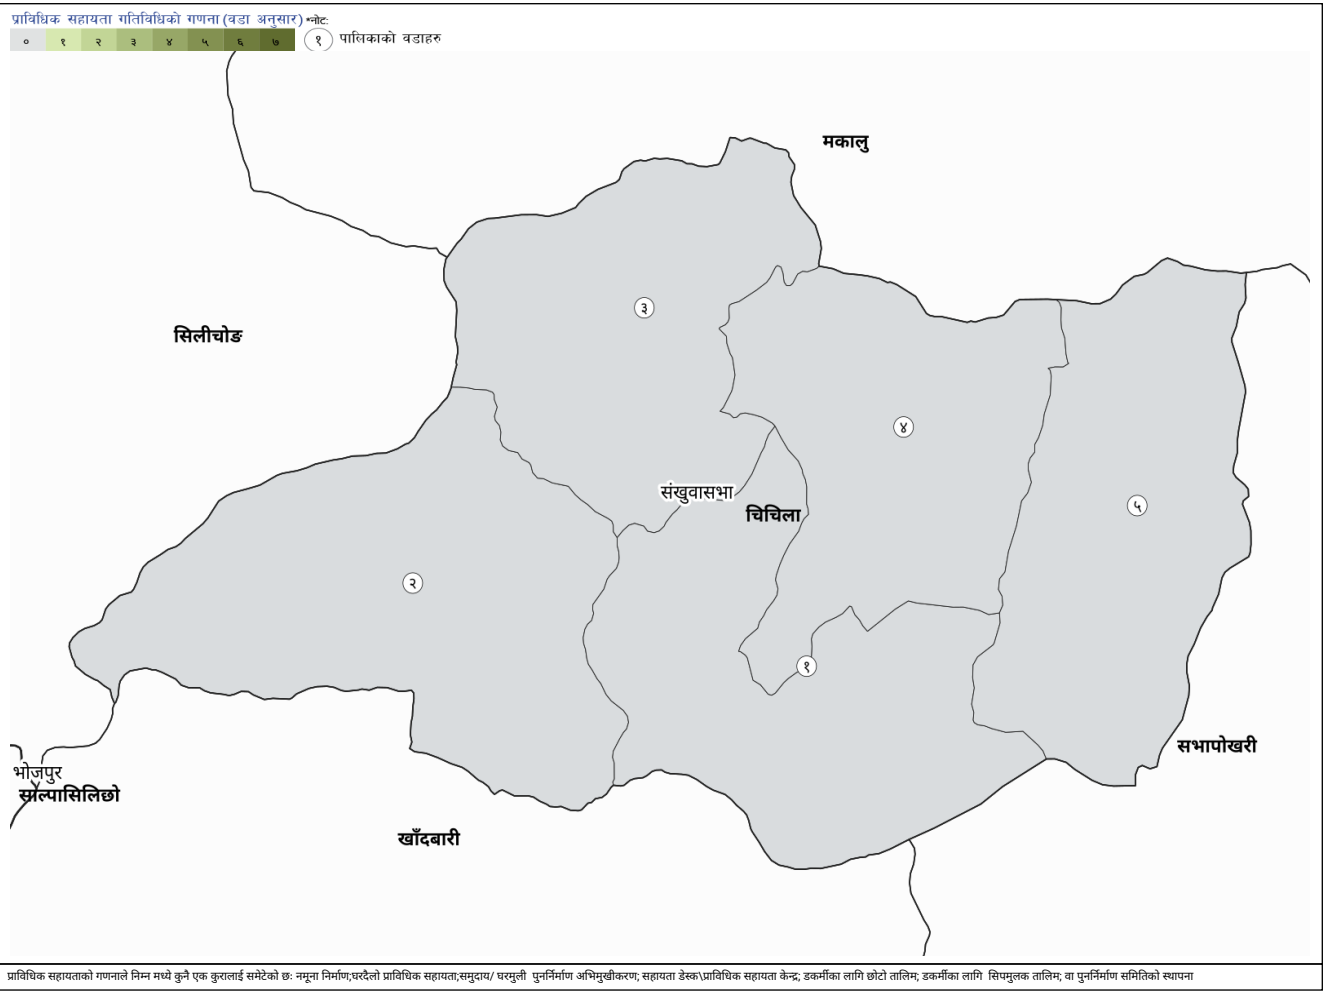 प्राविधिक सहायता गतिविधिको गणना (वडा अनुसार) *नोट:
० १ २ ३ ४ ५ ६ ७ १ पालिकाको वडाहरु
मकालु
३
सिलीचोङ
४
संखुवासभा
५
चिचिला
२
१
सभापोखरी
भोजपुर
साल्पासिलिछो
खाँदबारी
प्राविधिक सहायताको गणनाले निम्न मध्ये कुनै एक कुरालाई समेटेको छः नमूना निर्माण;घरदैलो प्राविधिक सहायता;समुदाय/ घरमुली पुनर्निर्माण अभिमुखीकरण; सहायता डेस्क\प्राविधिक सहायता केन्द्र; डकर्मीका लागि छोटो तालिम; डकर्मीका लागि सिपमुलक तालिम; वा पुनर्निर्माण समितिको स्थापना